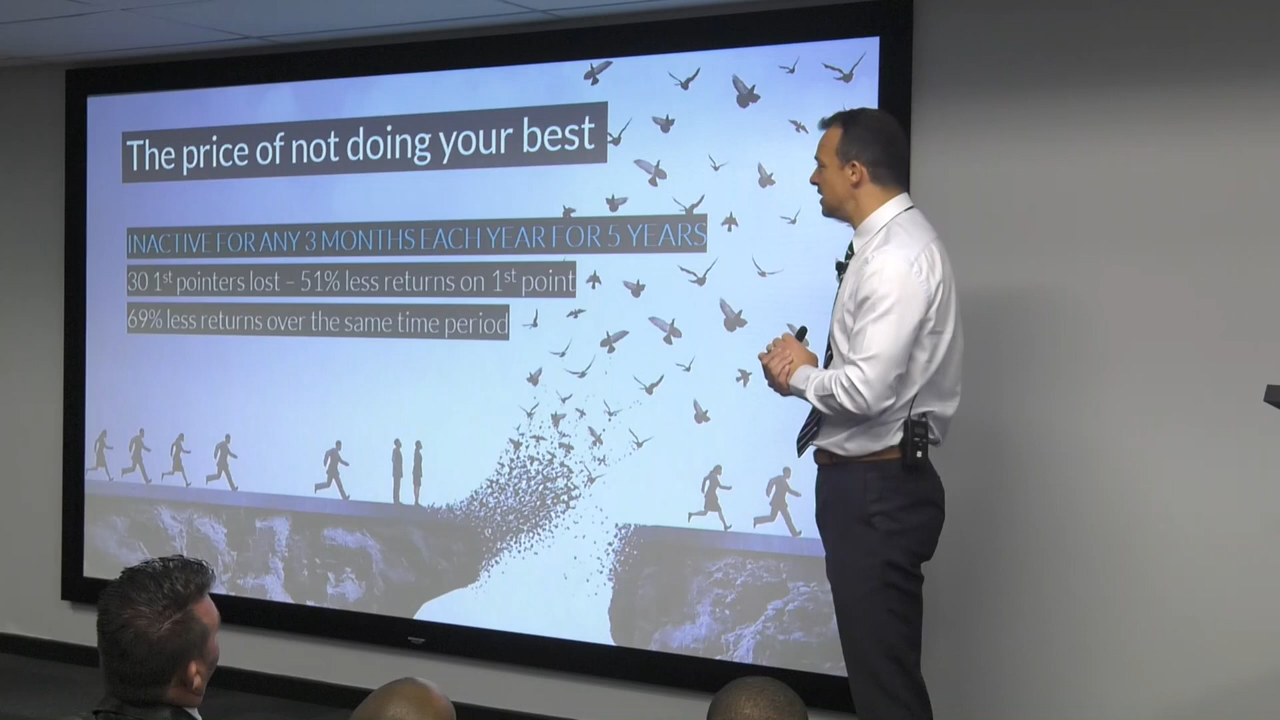 The price of not doing your best
INACTIVE FOR ANY 3 MONTHS EACH YEAR FOR 5 YEARS
30 1st pointers lost – 51% less returns on 1st point
69% less returns over the same time period